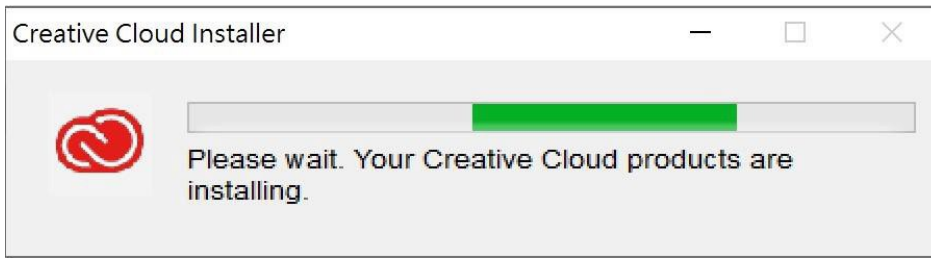 Creative Cloud Installer
Please wait. Your Creative Cloud products are
installing.